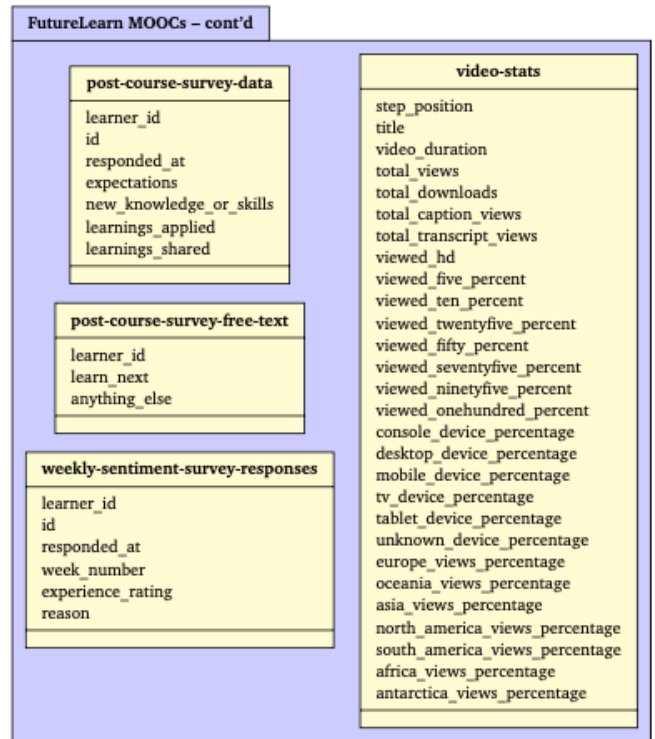 FutureLearn MOOCs – cont’d
post-course-survey-data
learner_id
id
responded_at
expectations
new_knowledge_or_skills
learnings_applied
learnings_shared
post-course-survey-free-text
learner_id
learn_next
anything_else
weekly-sentiment-survey-responses
learner_id
id
responded_at
week_number
experience_rating
reason
video-stats
step_position
title
video_duration
total_views
total_downloads
total_caption_views
total_transcript_views
viewed_hd
viewed_five_percent
viewed_ten_percent
viewed_twentyfive_percent
viewed_fifty_percent
viewed_seventyfive_percent
viewed_ninetyfive_percent
viewed_onehundred_percent
console_device_percentage
desktop_device_percentage
mobile_device_percentage
tv_device_percentage
tablet_device_percentage
unknown_device_percentage
europe_views_percentage
oceania_views_percentage
asia_views_percentage
north_america_views_percentage
south_america_views_percentage
africa_views_percentage
antarctica_views_percentage